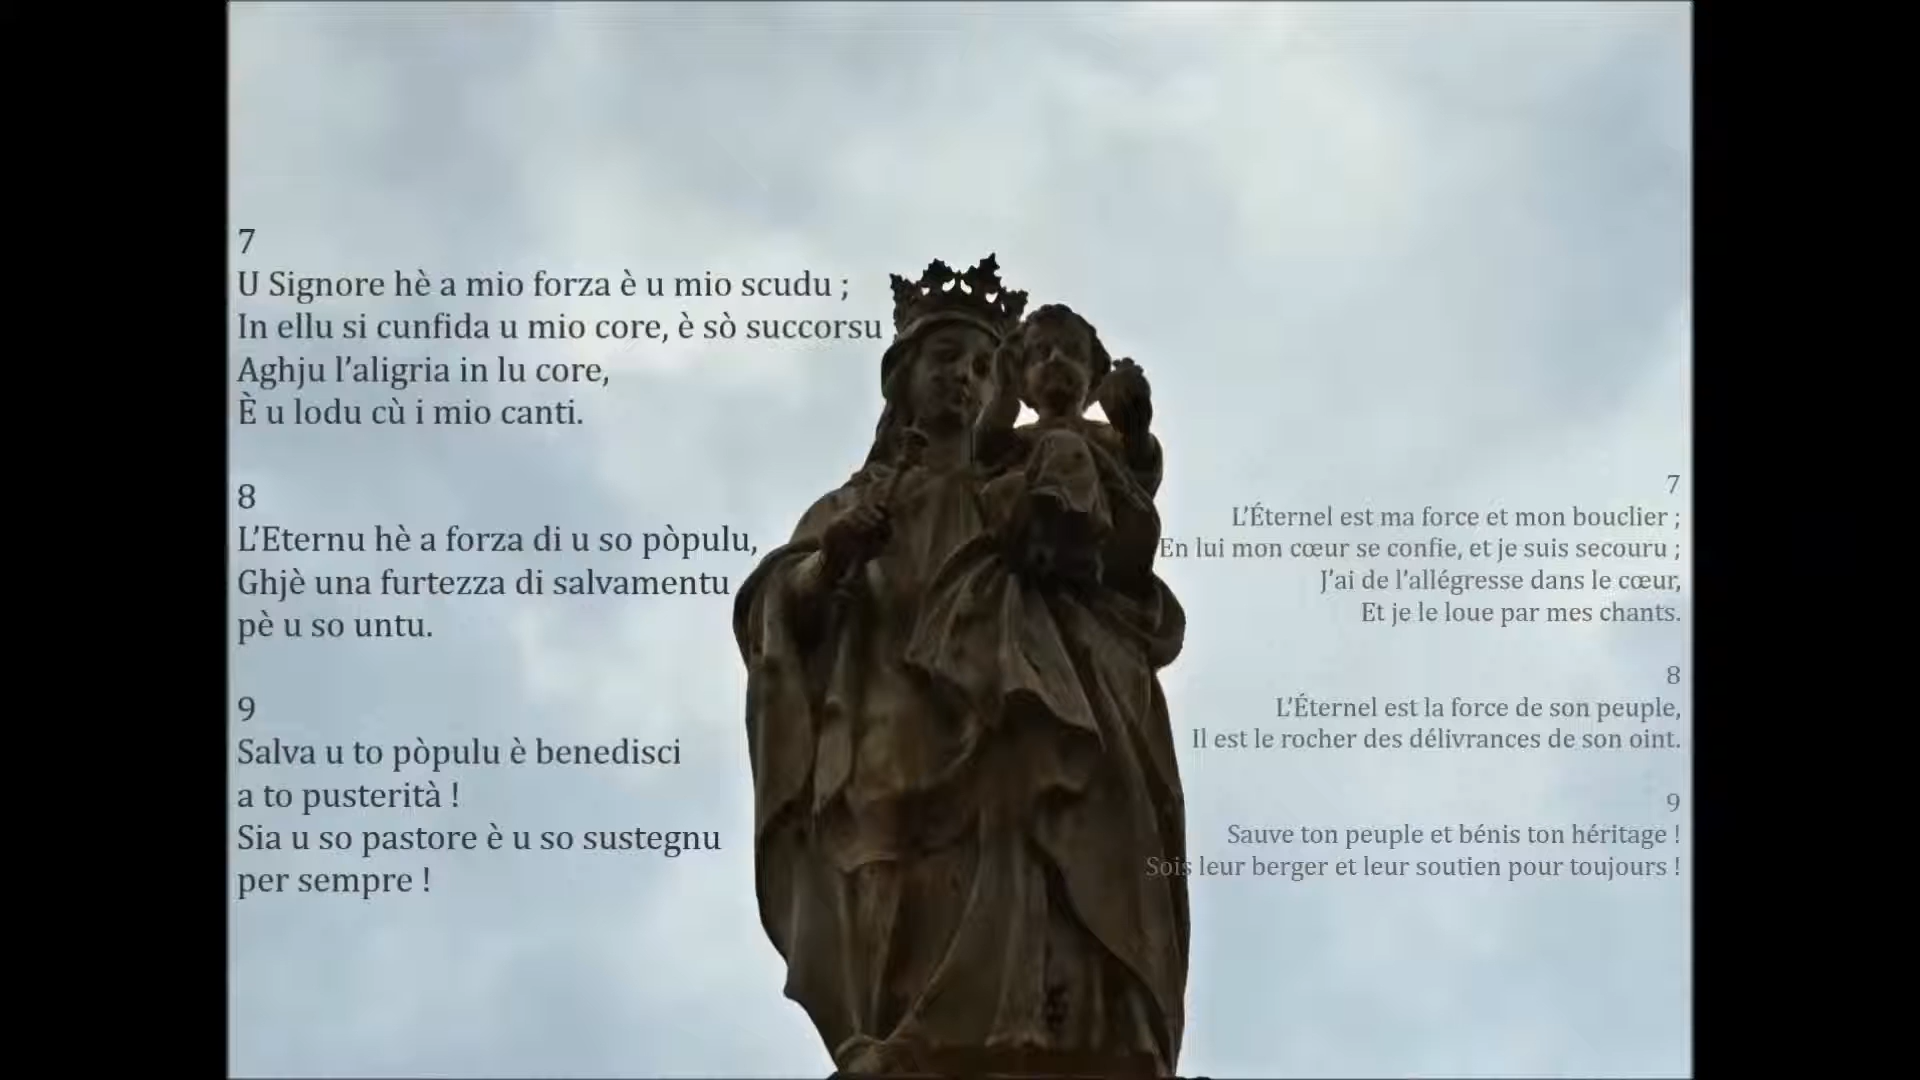 7
U Signore hè a mio forza è u mio scudu ;
In ellu si cunfida u mio core, è sò succorsu
Aghju l’aligria in lu core,
È u lodu cù i mio canti.
8
L’Eternu hè a forza di u so pòpulu,
Ghjè una furtezza di salvamentu
pè u so untu.
9
Salva u to pòpulu è benedisci
a to pusterità !
Sia u so pastore è u so sustegnu
per sempre !
7
L’Éternel est ma force et mon bouclier ;
En lui mon cœur se confie, et je suis secouru ;
J’ai de l’allégresse dans le cœur,
Et je le loue par mes chants.
8
L’Éternel est la force de son peuple,
Il est le rocher des délivrances de son oint.
9
Sauve ton peuple et bénis ton héritage !
Sois leur berger et leur soutien pour toujours !